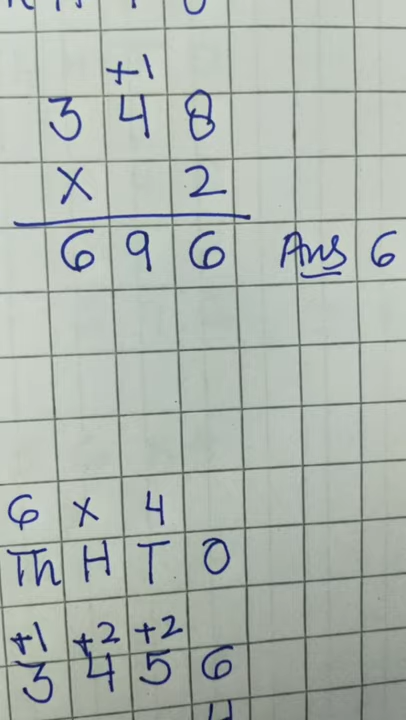 +1
3 4 8
x 2
6 9 6 Ans 6
6 x 4
Th H T O
+1 +2 +2
3 4 5 6